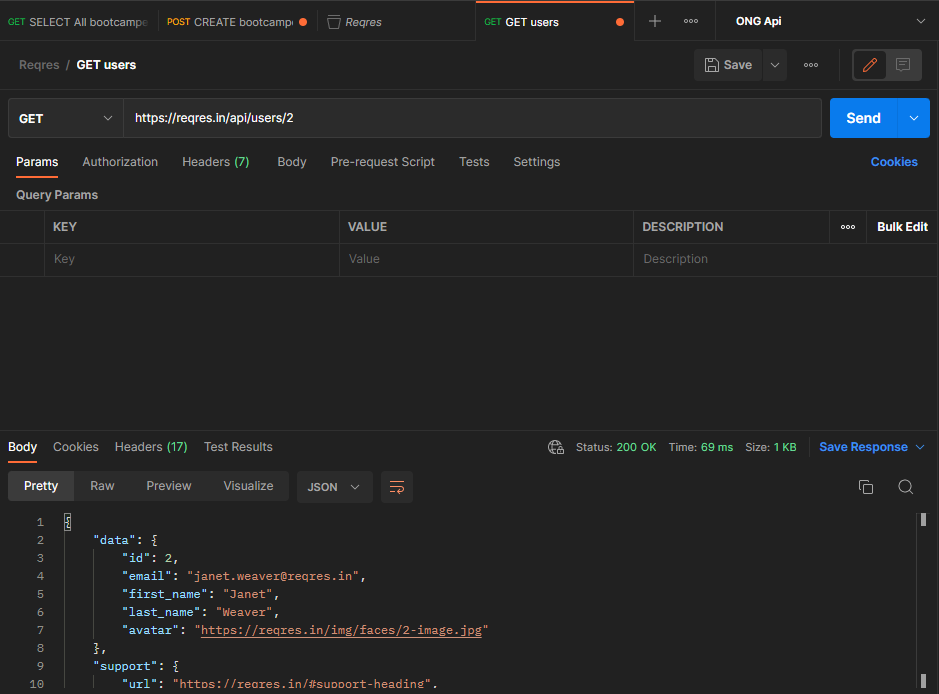 GET SELECT All bootcampe
POST CREATE bootcampe
Reqres
GET GET users
ONG Api
Reqres / GET users
Save
GET
https://reqres.in/api/users/2
Send
Params Authorization Headers (7) Body Pre-request Script Tests Settings Cookies
Query Params
KEY VALUE DESCRIPTION Bulk Edit
Key Value Description
Body Cookies Headers (17) Test Results Status: 200 OK Time: 69 ms Size: 1 KB Save Response
Pretty Raw Preview Visualize JSON
1 {
2 "data": {
3 "id": 2,
4 "email": "janet.weaver@reqres.in",
5 "first_name": "Janet",
6 "last_name": "Weaver",
7 "avatar": "https://reqres.in/img/faces/2-image.jpg"
8 },
9 "support": {
10 "url": "https://reqres.in/#support-heading",